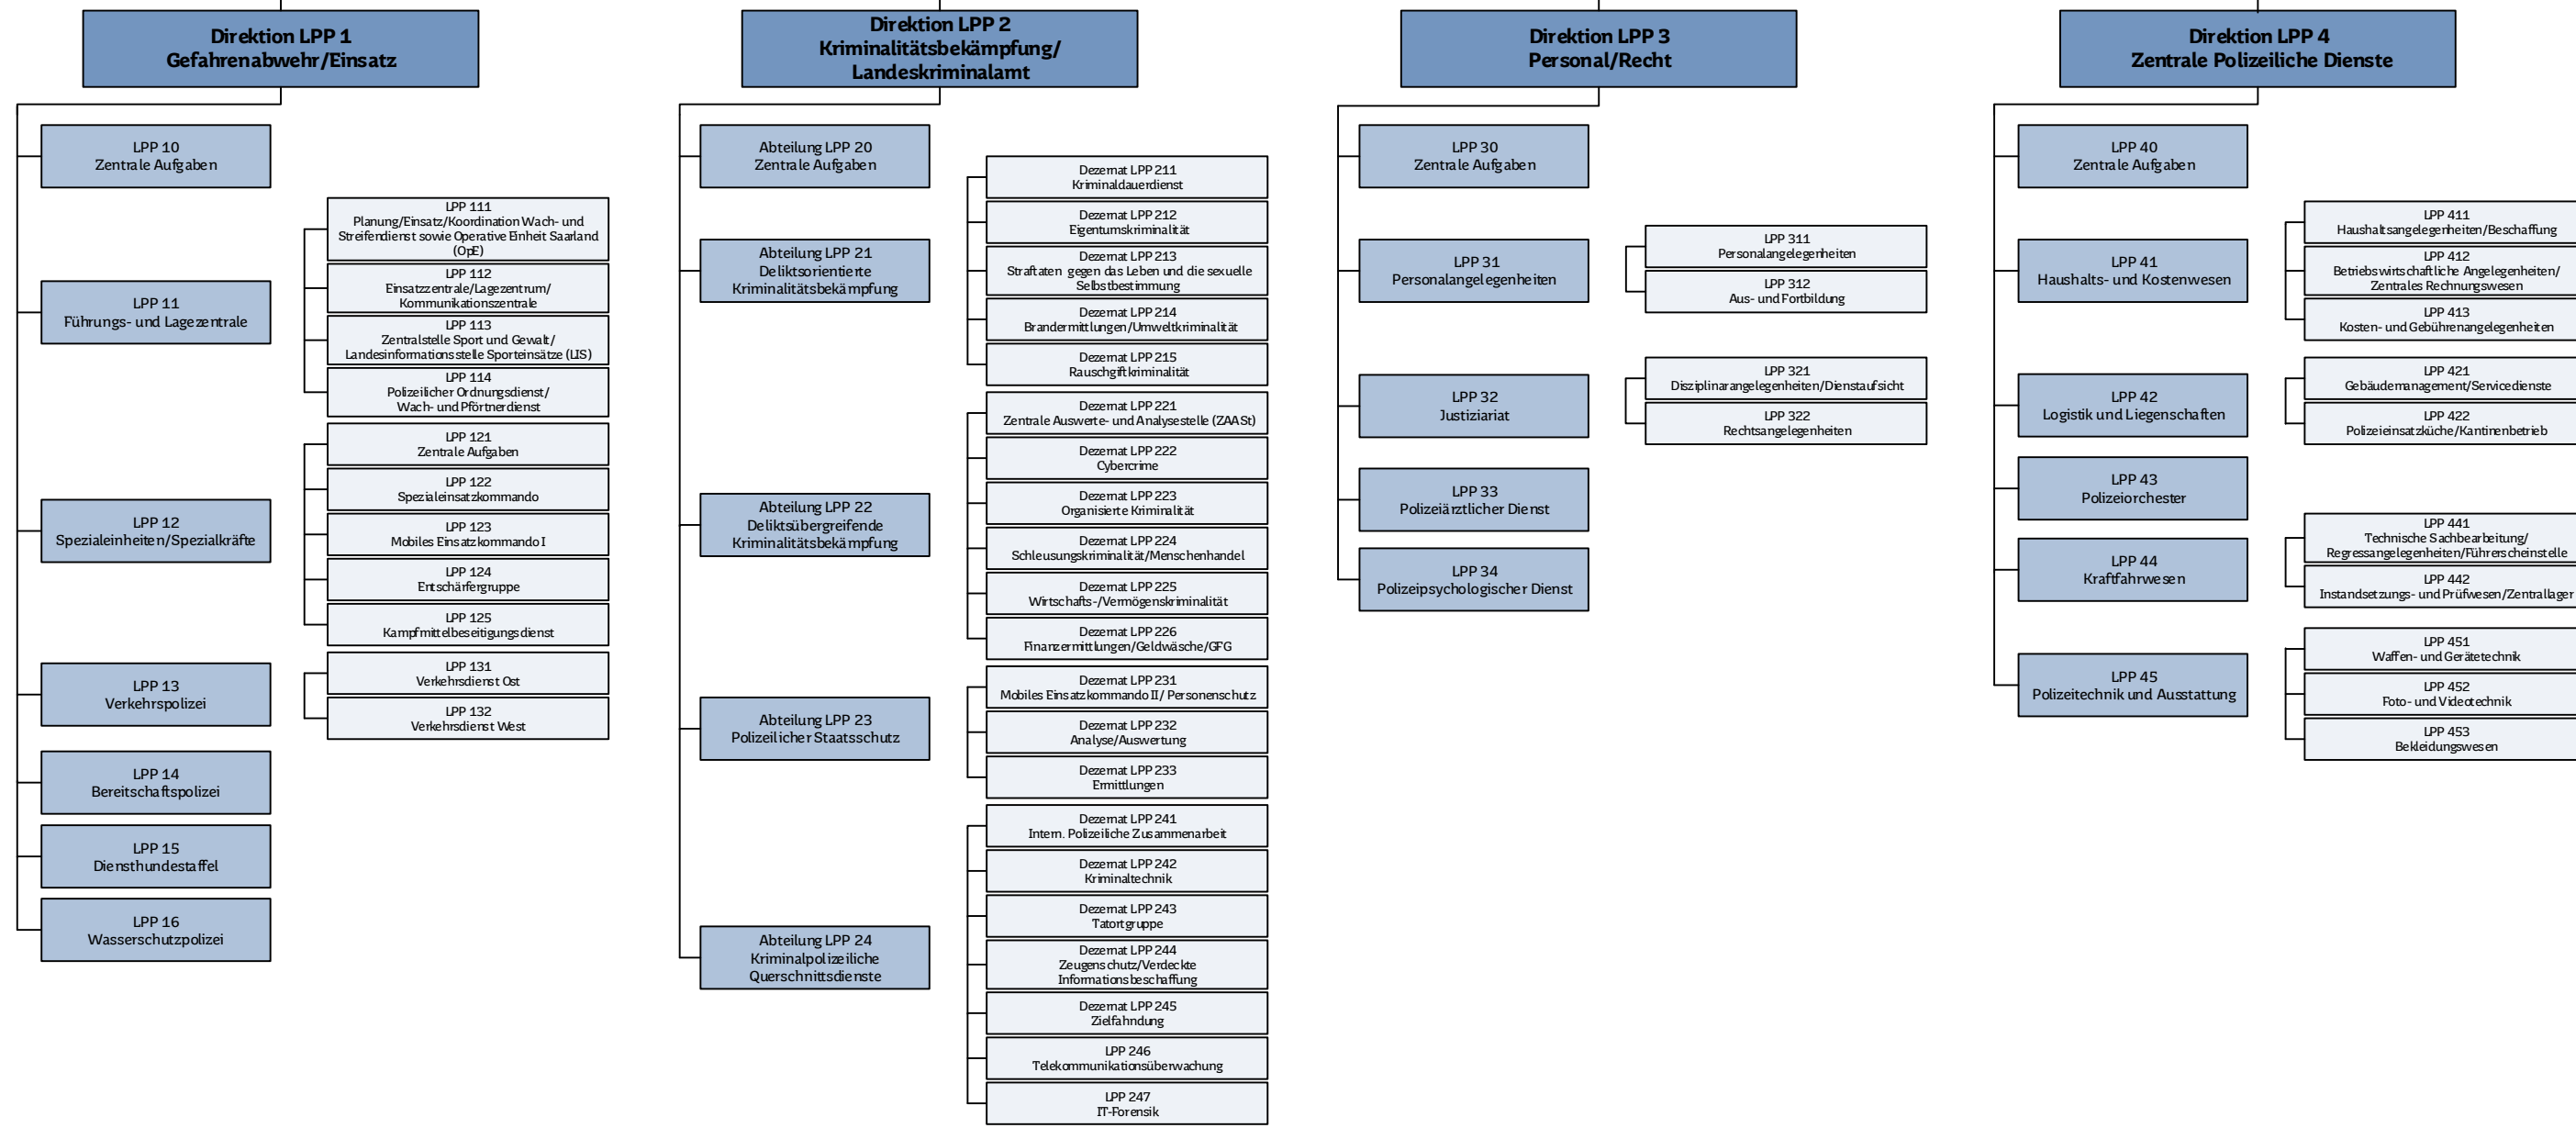 Direktion LPP 1
Gefahrenabwehr/Einsatz
LPP 10
Zentrale Aufgaben
LPP 11
Führungs- und Lagezentrale
LPP 111
Planung/Einsatz/Koordination Wach- und
Streifendienst sowie Operative Einheit Saarland
(OpE)
LPP 112
Einsatzzentrale/Lagezentrum/
Kommunikationszentrale
LPP 113
Zentralstelle Sport und Gewalt/
Landesinformationsstelle Sporteinsätze (LIS)
LPP 114
Polizeilicher Ordnungsdienst/
Wach- und Pförtnerdienst
LPP 12
Spezialeinheiten/Spezialkräfte
LPP 121
Zentrale Aufgaben
LPP 122
Spezialeinsatzkommando
LPP 123
Mobiles Einsatzkommando I
LPP 124
Entschärfergruppe
LPP 125
Kampfmittelbeseitigungsdienst
LPP 13
Verkehrspolizei
LPP 131
Verkehrsdienst Ost
LPP 132
Verkehrsdienst West
LPP 14
Bereitschaftspolizei
LPP 15
Diensthundestaffel
LPP 16
Wasserschutzpolizei
Direktion LPP 2
Kriminalitätsbekämpfung/
Landeskriminalamt
Abteilung LPP 20
Zentrale Aufgaben
Abteilung LPP 21
Deliktsorientierte
Kriminalitätsbekämpfung
Dezernat LPP 211
Kriminaldauerdienst
Dezernat LPP 212
Eigentumskriminalität
Dezernat LPP 213
Straftaten gegen das Leben und die sexuelle
Selbstbestimmung
Dezernat LPP 214
Brandermittlungen/Umweltkriminalität
Dezernat LPP 215
Rauschgiftkriminalität
Abteilung LPP 22
Deliktsübergreifende
Kriminalitätsbekämpfung
Dezernat LPP 221
Zentrale Auswerte- und Analysestelle (ZAASt)
Dezernat LPP 222
Cybercrime
Dezernat LPP 223
Organisierte Kriminalität
Dezernat LPP 224
Schleusungskriminalität/Menschenhandel
Dezernat LPP 225
Wirtschafts-/Vermögenskriminalität
Dezernat LPP 226
Finanzermittlungen/Geldwäsche/GFG
Abteilung LPP 23
Polizeilicher Staatsschutz
Dezernat LPP 231
Mobiles Einsatzkommando II/ Personenschutz
Dezernat LPP 232
Analyse/Auswertung
Dezernat LPP 233
Ermittlungen
Abteilung LPP 24
Kriminalpolizeiliche
Querschnittsdienste
Dezernat LPP 241
Intern. Polizeiliche Zusammenarbeit
Dezernat LPP 242
Kriminaltechnik
Dezernat LPP 243
Tatortgruppe
Dezernat LPP 244
Zeugenschutz/Verdeckte
Informationsbeschaffung
Dezernat LPP 245
Zielfahndung
LPP 246
Telekommunikationsüberwachung
LPP 247
IT-Forensik
Direktion LPP 3
Personal/Recht
LPP 30
Zentrale Aufgaben
LPP 31
Personalangelegenheiten
LPP 311
Personalangelegenheiten
LPP 312
Aus- und Fortbildung
LPP 32
Justiziariat
LPP 321
Disziplinarangelegenheiten/Dienstaufsicht
LPP 322
Rechtsangelegenheiten
LPP 33
Polizeiärztlicher Dienst
LPP 34
Polizeipsychologischer Dienst
Direktion LPP 4
Zentrale Polizeiliche Dienste
LPP 40
Zentrale Aufgaben
LPP 41
Haushalts- und Kostenwesen
LPP 411
Haushaltsangelegenheiten/Beschaffung
LPP 412
Betriebswirtschaftliche Angelegenheiten/
Zentrales Rechnungswesen
LPP 413
Kosten- und Gebührenangelegenheiten
LPP 42
Logistik und Liegenschaften
LPP 421
Gebäudemanagement/Servicedienste
LPP 422
Polizeieinsatzküche/Kantinenbetrieb
LPP 43
Polizeiorchester
LPP 44
Kraftfahrwesen
LPP 441
Technische Sachbearbeitung/
Regressangelegenheiten/Führerscheinstelle
LPP 442
Instandsetzungs- und Prüfwesen/Zentrallager
LPP 45
Polizeitechnik und Ausstattung
LPP 451
Waffen- und Gerätetechnik
LPP 452
Foto- und Videotechnik
LPP 453
Bekleidungswesen